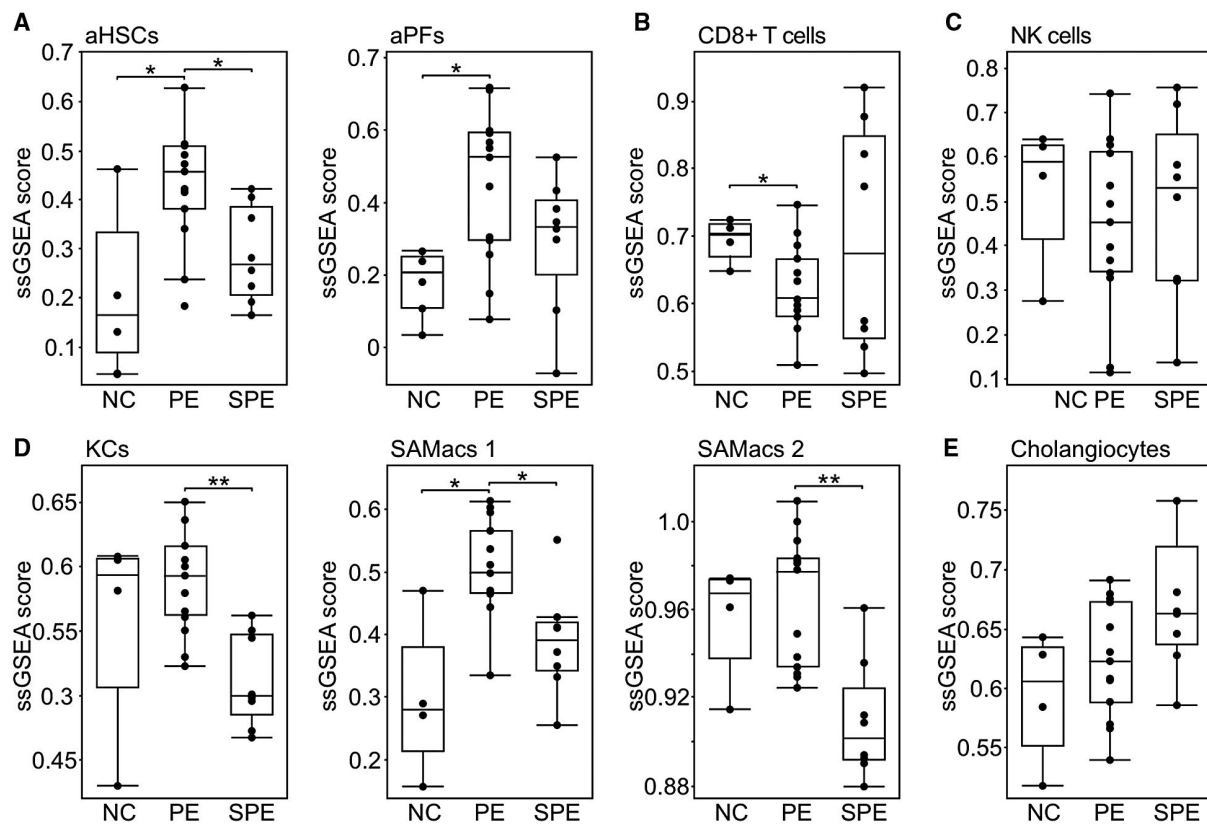 A
aHSCs
ssGSEA score
0.7
0.6
0.5
0.4
0.3
0.2
0.1
*
*
NC PE SPE
aPFs
ssGSEA score
0.7
0.6
0.4
0.2
0
*
NC PE SPE
B
CD8+ T cells
ssGSEA score
0.9
0.8
0.7
0.6
0.5
*
NC PE SPE
C
NK cells
ssGSEA score
0.8
0.7
0.6
0.5
0.4
0.3
0.2
0.1
NC PE SPE
D
KCs
ssGSEA score
0.65
0.6
0.55
0.3
0.45
**
NC PE SPE
SAMacs 1
ssGSEA score
0.6
0.5
0.4
0.3
0.2
*
*
NC PE SPE
SAMacs 2
ssGSEA score
1.0
0.96
0.92
0.88
**
NC PE SPE
E
Cholangiocytes
ssGSEA score
0.75
0.7
0.65
0.6
0.55
NC PE SPE